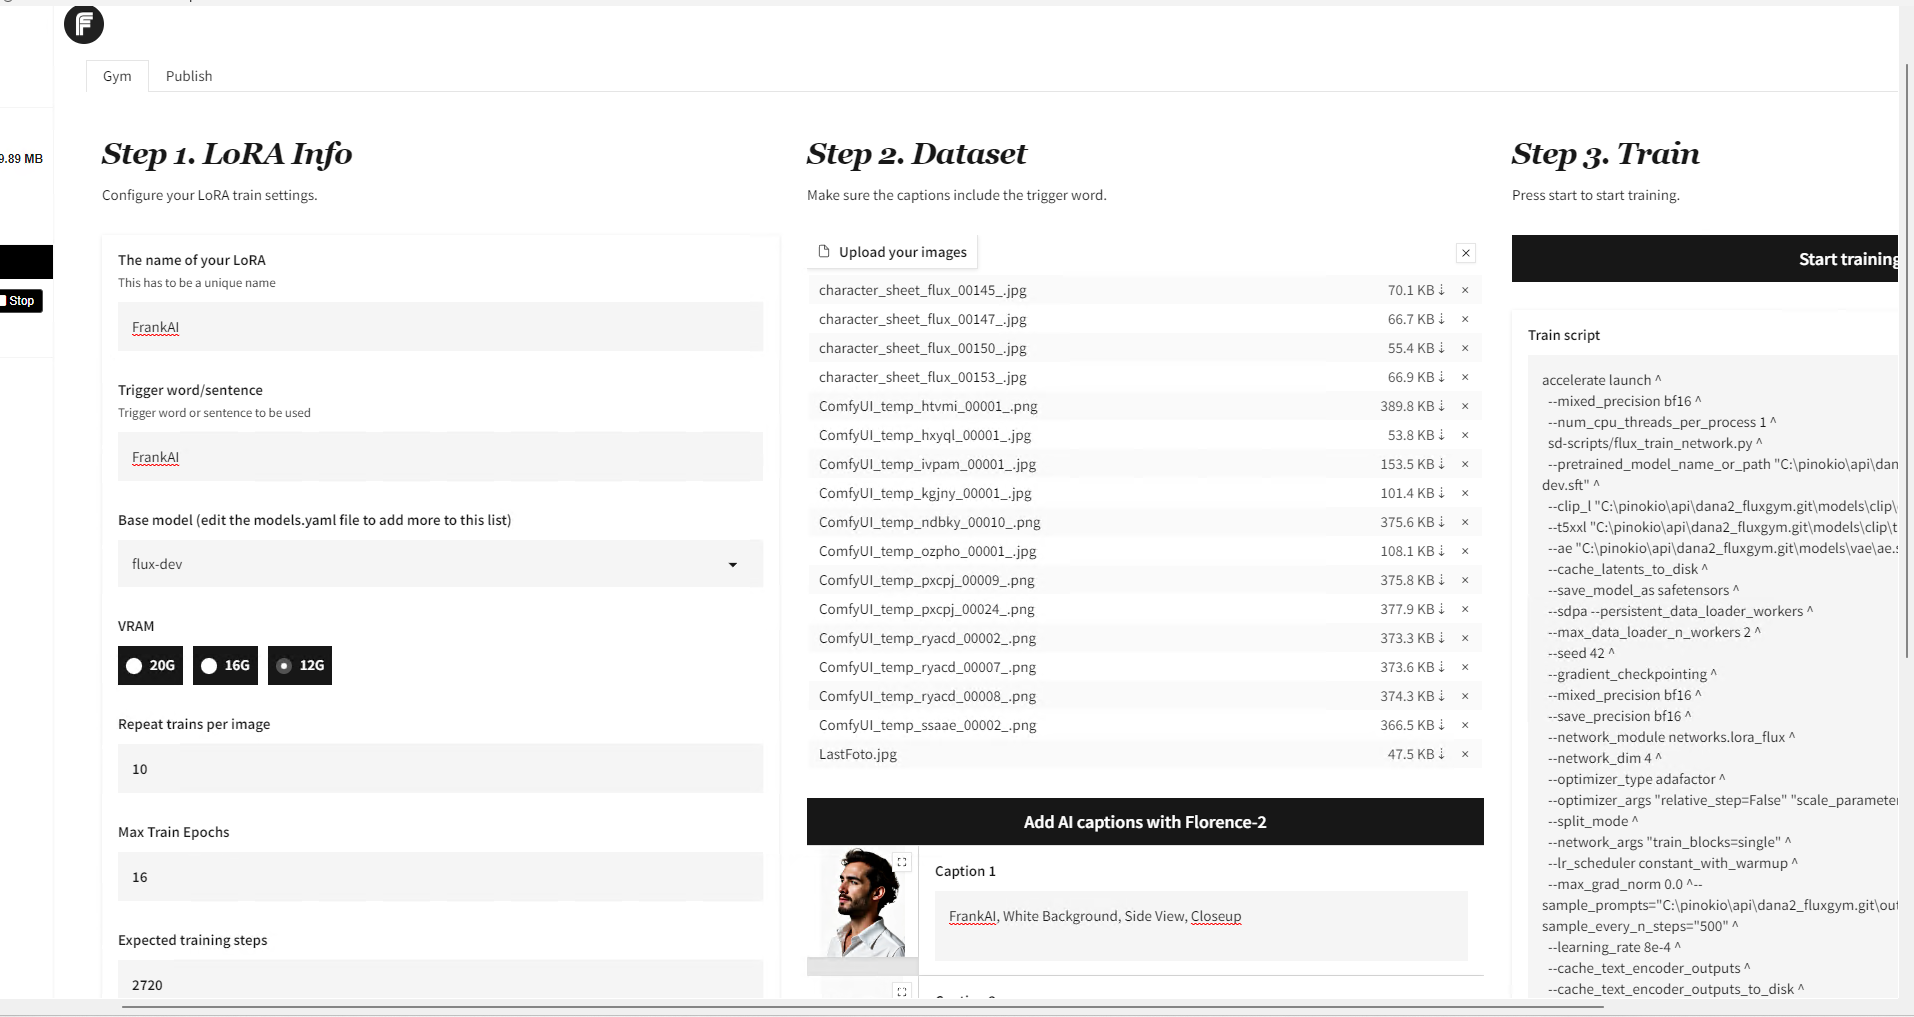 F
Gym
Publish
9.89 MB
Stop
Step 1. LoRA Info
Configure your LoRA train settings.
The name of your LoRA
This has to be a unique name
FrankAI
Trigger word/sentence
Trigger word or sentence to be used
FrankAI
Base model (edit the models.yaml file to add more to this list)
flux-dev
VRAM
20G
16G
12G
Repeat trains per image
10
Max Train Epochs
16
Expected training steps
2720
Step 2. Dataset
Make sure the captions include the trigger word.
Upload your images
character_sheet_flux_00145_.jpg 70.1 KB ⇣ ×
character_sheet_flux_00147_.jpg 66.7 KB ⇣ ×
character_sheet_flux_00150_.jpg 55.4 KB ⇣ ×
character_sheet_flux_00153_.jpg 66.9 KB ⇣ ×
ComfyUI_temp_htvmi_00001_.png 389.8 KB ⇣ ×
ComfyUI_temp_hxyql_00001_.jpg 53.8 KB ⇣ ×
ComfyUI_temp_ivpam_00001_.jpg 153.5 KB ⇣ ×
ComfyUI_temp_kgjny_00001_.jpg 101.4 KB ⇣ ×
ComfyUI_temp_ndbky_00010_.png 375.6 KB ⇣ ×
ComfyUI_temp_ozpho_00001_.jpg 108.1 KB ⇣ ×
ComfyUI_temp_pxcpj_00009_.png 375.8 KB ⇣ ×
ComfyUI_temp_pxcpj_00024_.png 377.9 KB ⇣ ×
ComfyUI_temp_ryacd_00002_.png 373.3 KB ⇣ ×
ComfyUI_temp_ryacd_00007_.png 373.6 KB ⇣ ×
ComfyUI_temp_ryacd_00008_.png 374.3 KB ⇣ ×
ComfyUI_temp_ssaae_00002_.png 366.5 KB ⇣ ×
LastFoto.jpg 47.5 KB ⇣ ×
Add AI captions with Florence-2
Caption 1
FrankAI, White Background, Side View, Closeup
Step 3. Train
Press start to start training.
Start training
Train script
accelerate launch ^
--mixed_precision bf16 ^
--num_cpu_threads_per_process 1 ^
sd-scripts/flux_train_network.py ^
--pretrained_model_name_or_path "C:\pinokio\api\dan
dev.sft" ^
--clip_l "C:\pinokio\api\dana2_fluxgym.git\models\clip\
--t5xxl "C:\pinokio\api\dana2_fluxgym.git\models\clip\t
--ae "C:\pinokio\api\dana2_fluxgym.git\models\vae\ae.s
--cache_latents_to_disk ^
--save_model_as safetensors ^
--sdpa --persistent_data_loader_workers ^
--max_data_loader_n_workers 2 ^
--seed 42 ^
--gradient_checkpointing ^
--mixed_precision bf16 ^
--save_precision bf16 ^
--network_module networks.lora_flux ^
--network_dim 4 ^
--optimizer_type adafactor ^
--optimizer_args "relative_step=False" "scale_parameter
--split_mode ^
--network_args "train_blocks=single" ^
--lr_scheduler constant_with_warmup ^
--max_grad_norm 0.0 ^--
sample_prompts="C:\pinokio\api\dana2_fluxgym.git\out
sample_every_n_steps="500" ^
--learning_rate 8e-4 ^
--cache_text_encoder_outputs ^
--cache_text_encoder_outputs_to_disk ^